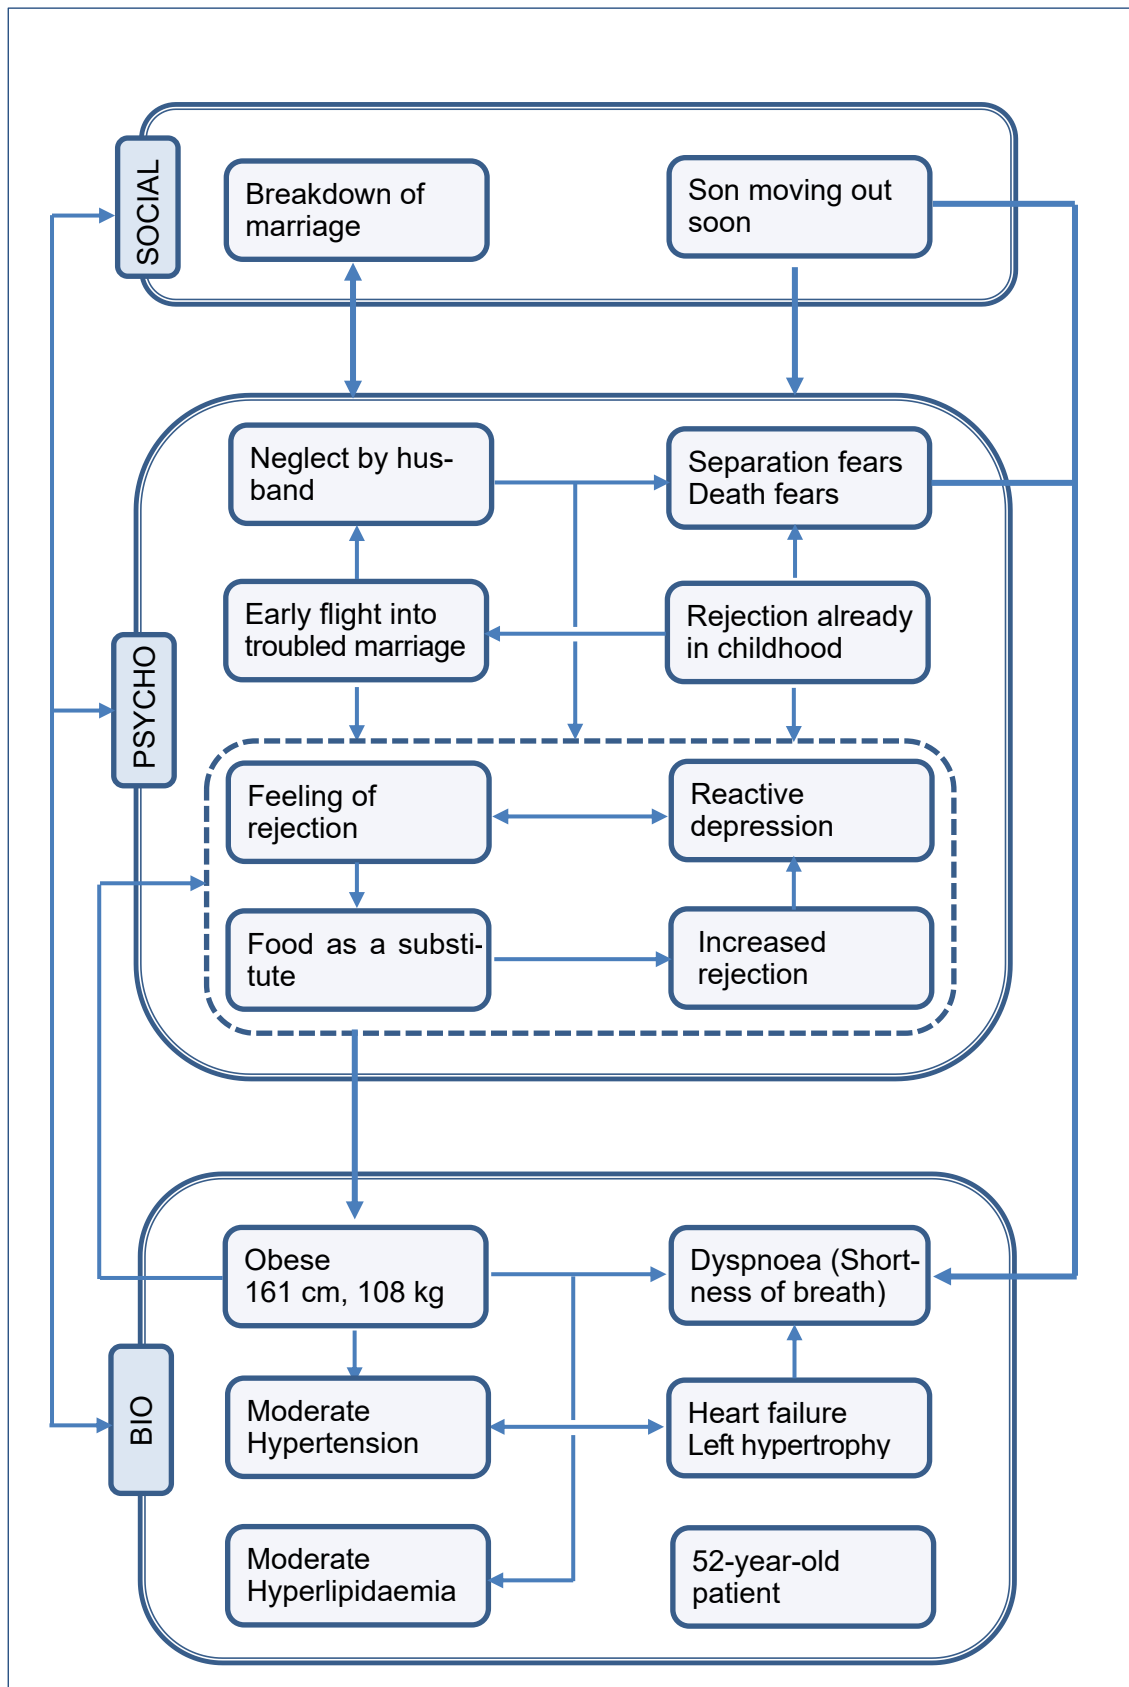 SOCIAL
Breakdown of
marriage
Son moving out
soon
PSYCHO
Neglect by hus-
band
Separation fears
Death fears
Early flight into
troubled marriage
Rejection already
in childhood
Feeling of
rejection
Reactive
depression
Food as a substi-
tute
Increased
rejection
BIO
Obese
161 cm, 108 kg
Dyspnoea (Short-
ness of breath)
Moderate
Hypertension
Heart failure
Left hypertrophy
Moderate
Hyperlipidaemia
52-year-old
patient